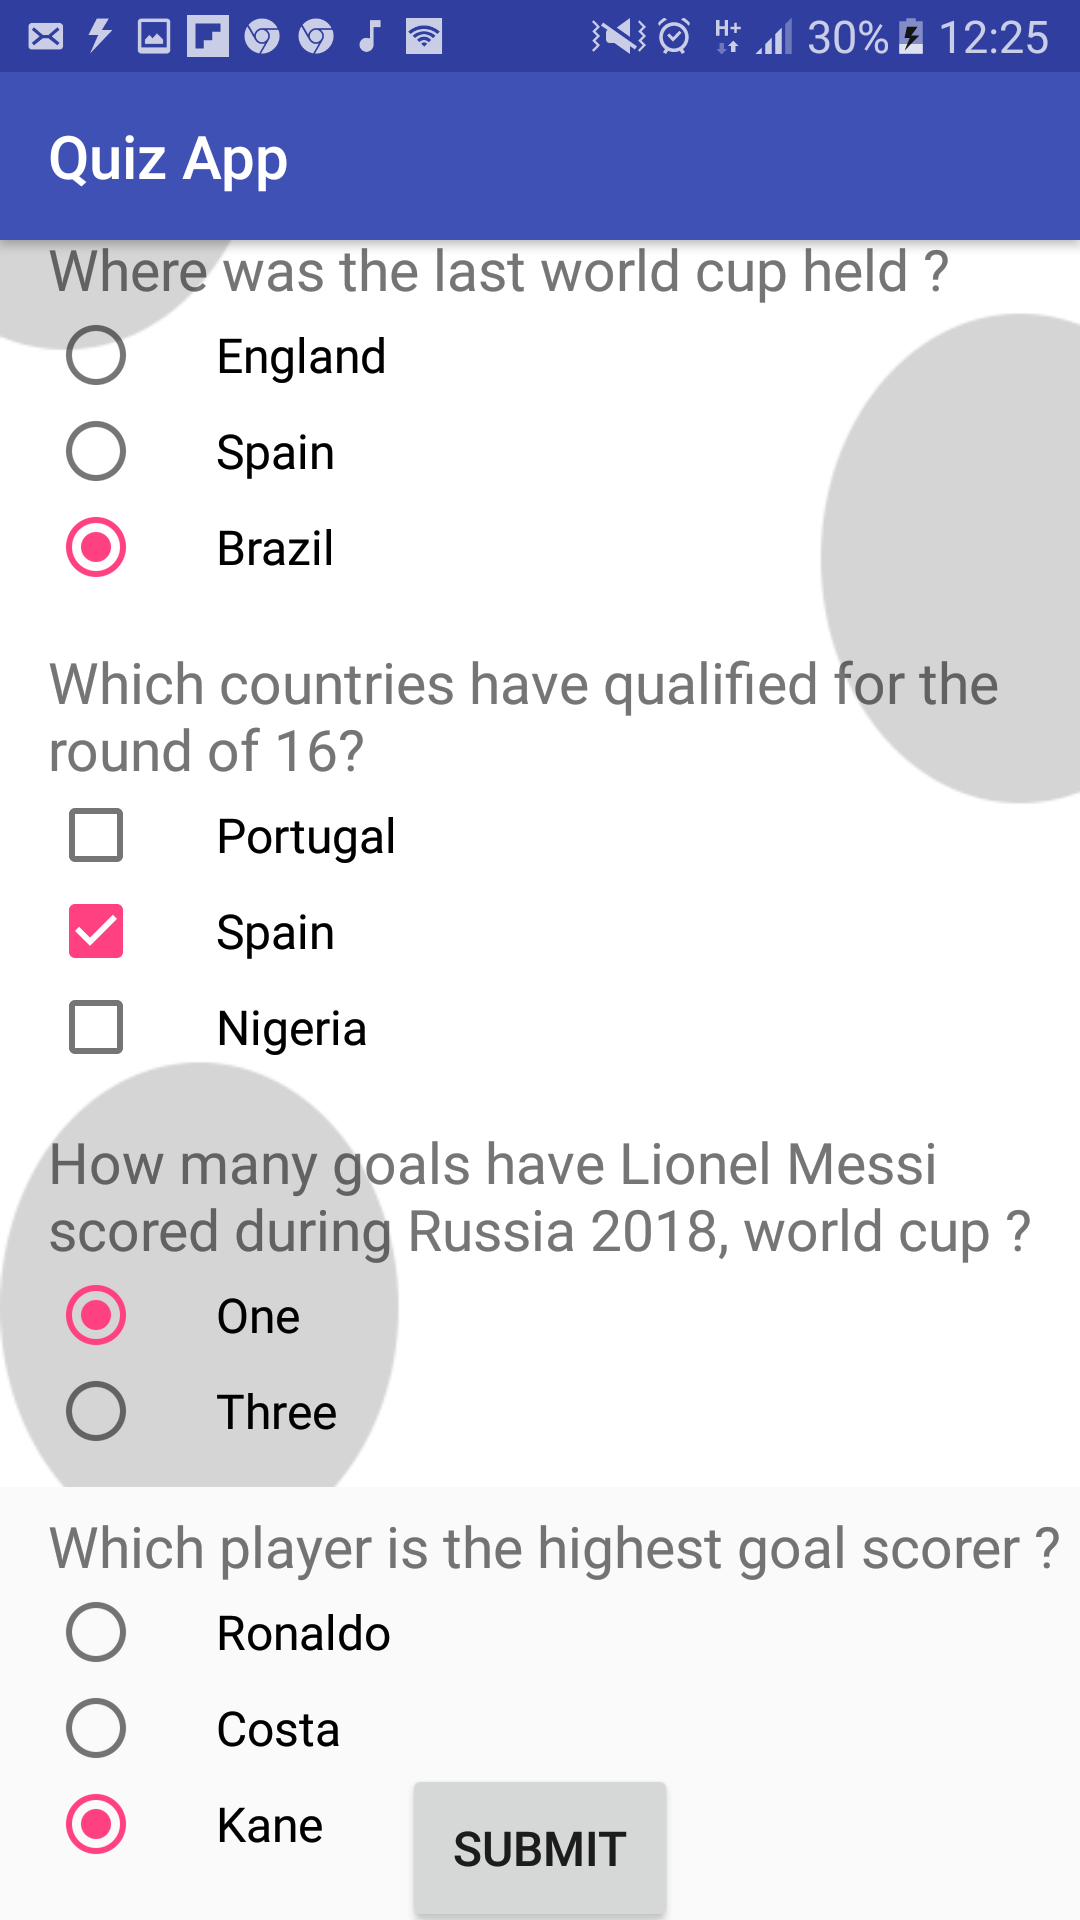 H+ 30% 12:25
Quiz App
Where was the last world cup held ?
England
Spain
Brazil
Which countries have qualified for the
round of 16?
Portugal
Spain
Nigeria
How many goals have Lionel Messi
scored during Russia 2018, world cup ?
One
Three
Which player is the highest goal scorer ?
Ronaldo
Costa
Kane
SUBMIT